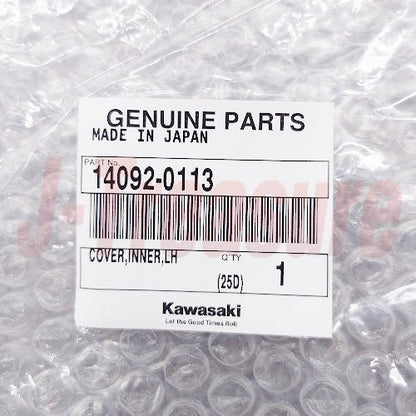 GENUINE PARTS
MADE IN JAPAN
PART No.
14092-0113
COVER,INNER,LH
Q'TY
(25D)
1
Kawasaki
Let the Good Times Roll
J-Treasure